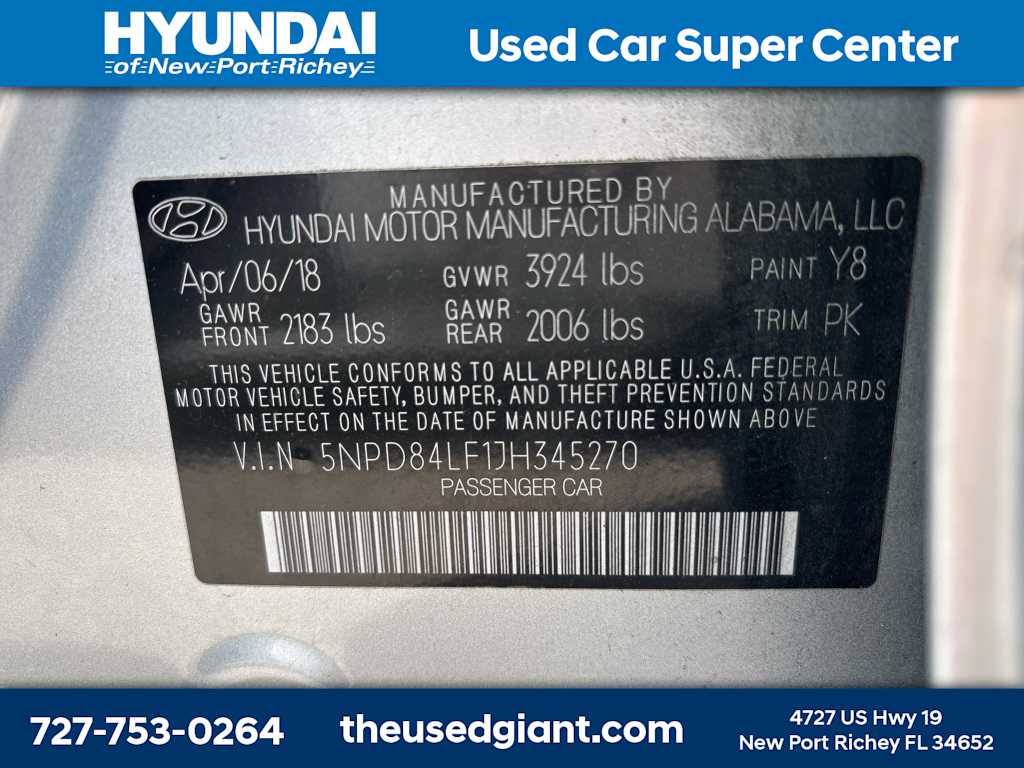 HYUNDAI
of New Port Richey
Used Car Super Center
MANUFACTURED BY
HYUNDAI MOTOR MANUFACTURING ALABAMA, LLC
Apr/06/18 GVWR 3924 lbs PAINT Y8
GAWR FRONT 2183 lbs GAWR REAR 2006 lbs TRIM PK
THIS VEHICLE CONFORMS TO ALL APPLICABLE U.S.A. FEDERAL
MOTOR VEHICLE SAFETY, BUMPER, AND THEFT PREVENTION STANDARDS
IN EFFECT ON THE DATE OF MANUFACTURE SHOWN ABOVE
V.I.N 5NPD84LF1JH345270
PASSENGER CAR
727-753-0264
theusedgiant.com
4727 US Hwy 19
New Port Richey FL 34652